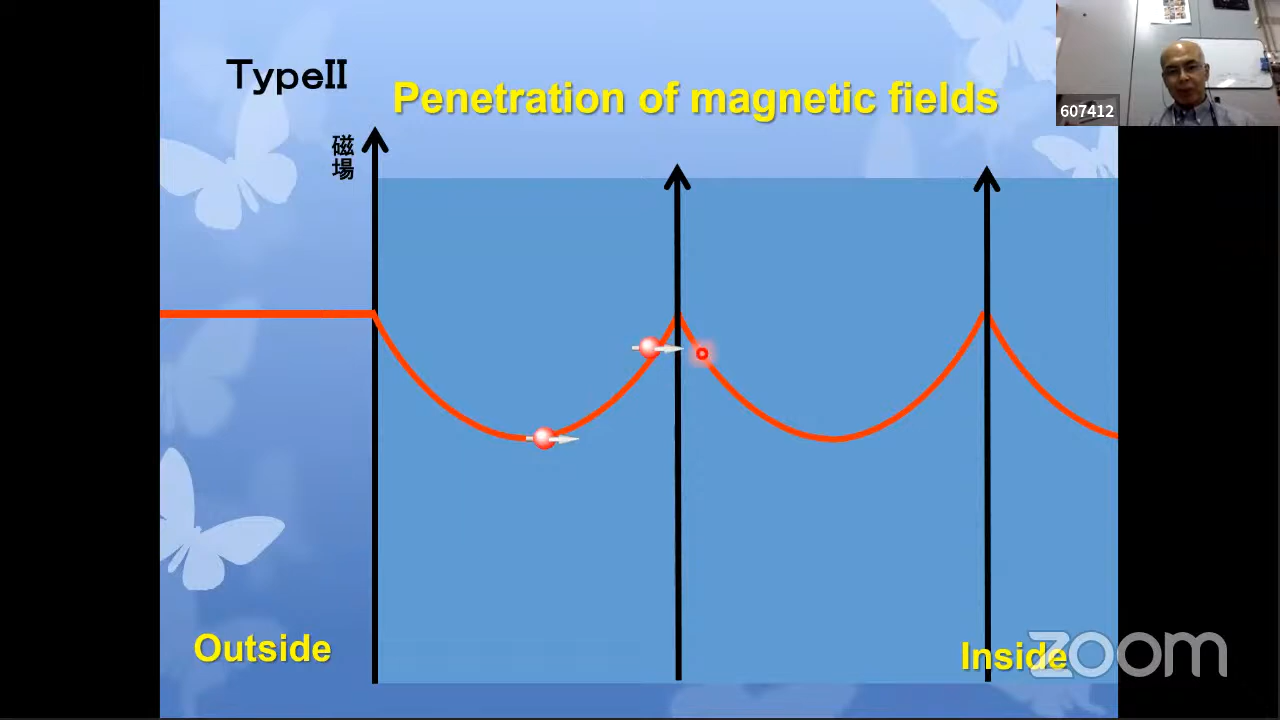 TypeII
Penetration of magnetic fields
607412
磁
場
Outside
Inside
zoom